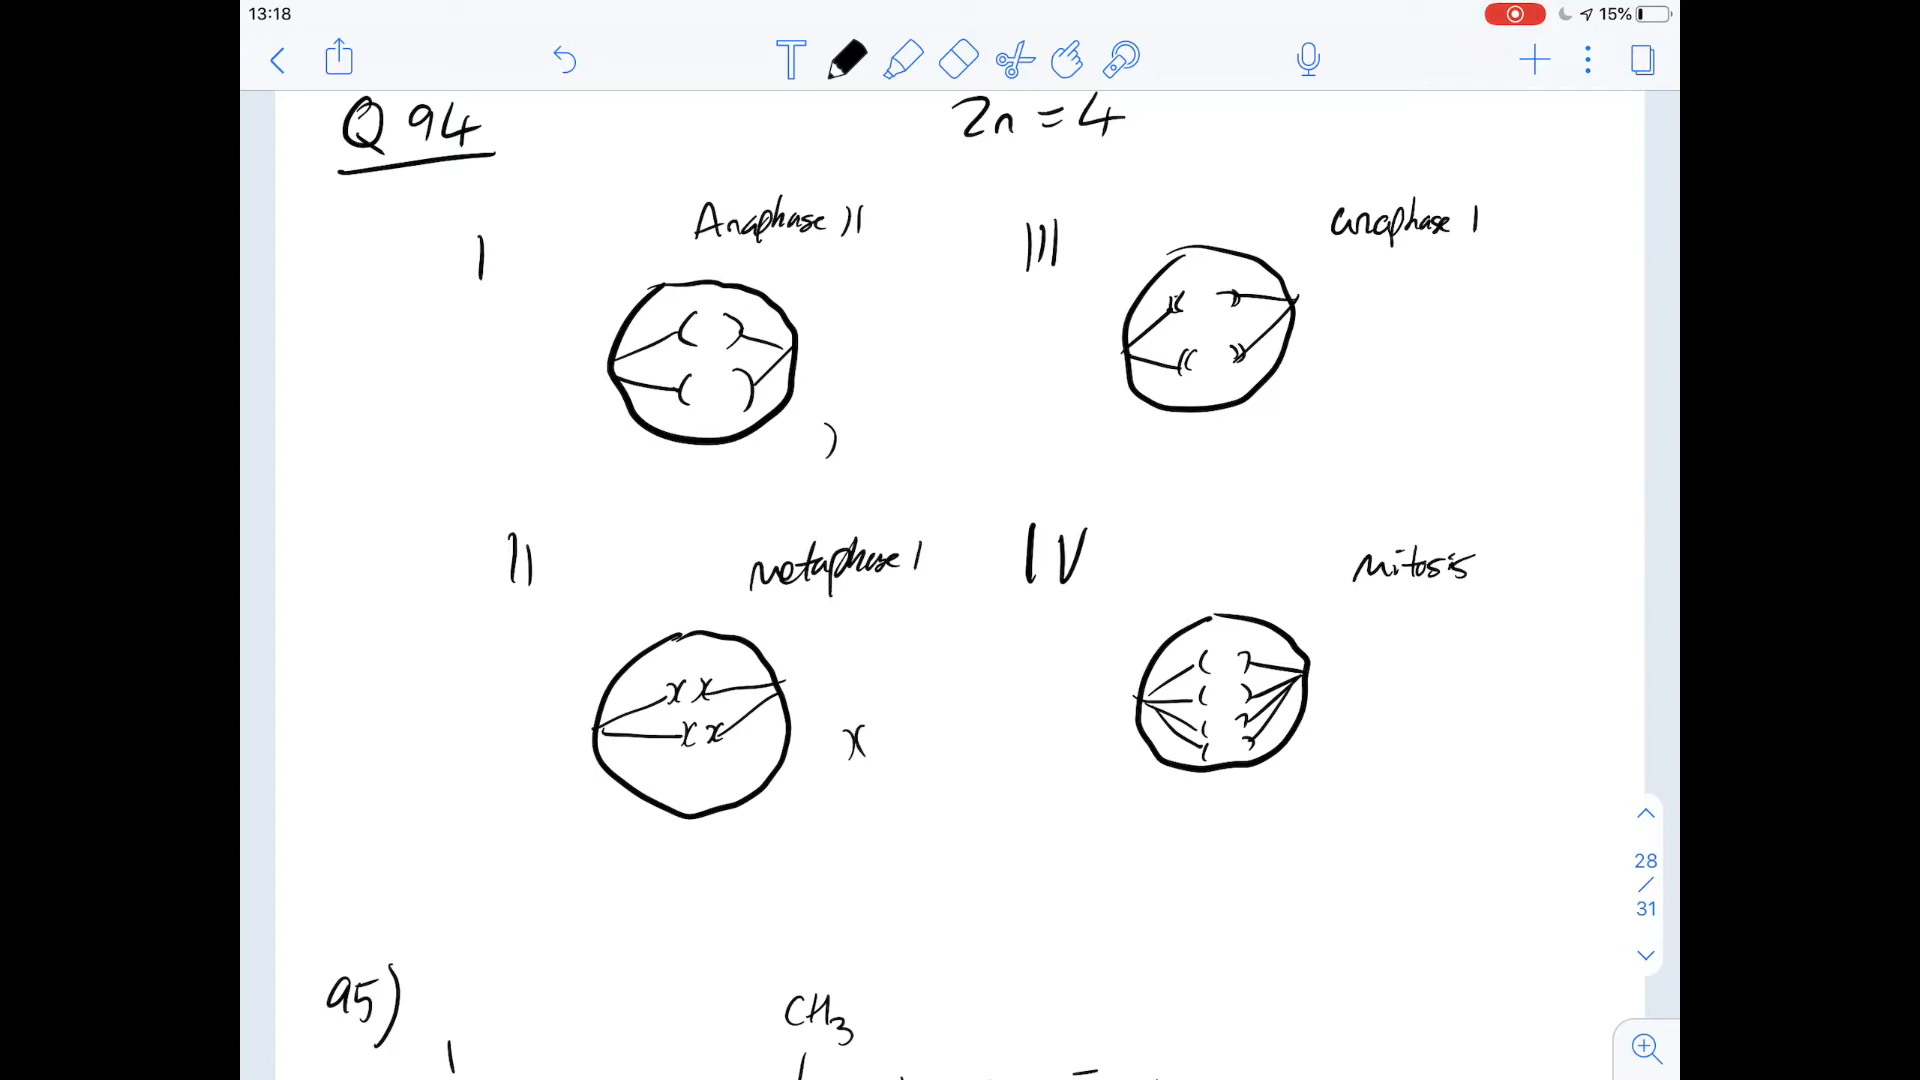 13:18
15%
T
Q 94
2n = 4
I
Anaphase II
III
anaphase I
II
metaphase I
IV
mitosis
x x
x x
x
28
/
31
95)
CH3